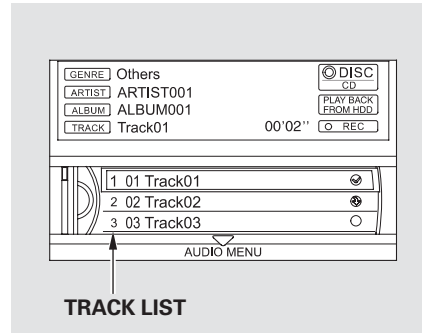 GENRE Others
ARTIST ARTIST001
ALBUM ALBUM001
TRACK Track01 00'02''
DISC
CD
PLAY BACK
FROM HDD
REC
1 01 Track01
2 02 Track02
3 03 Track03
AUDIO MENU
TRACK LIST